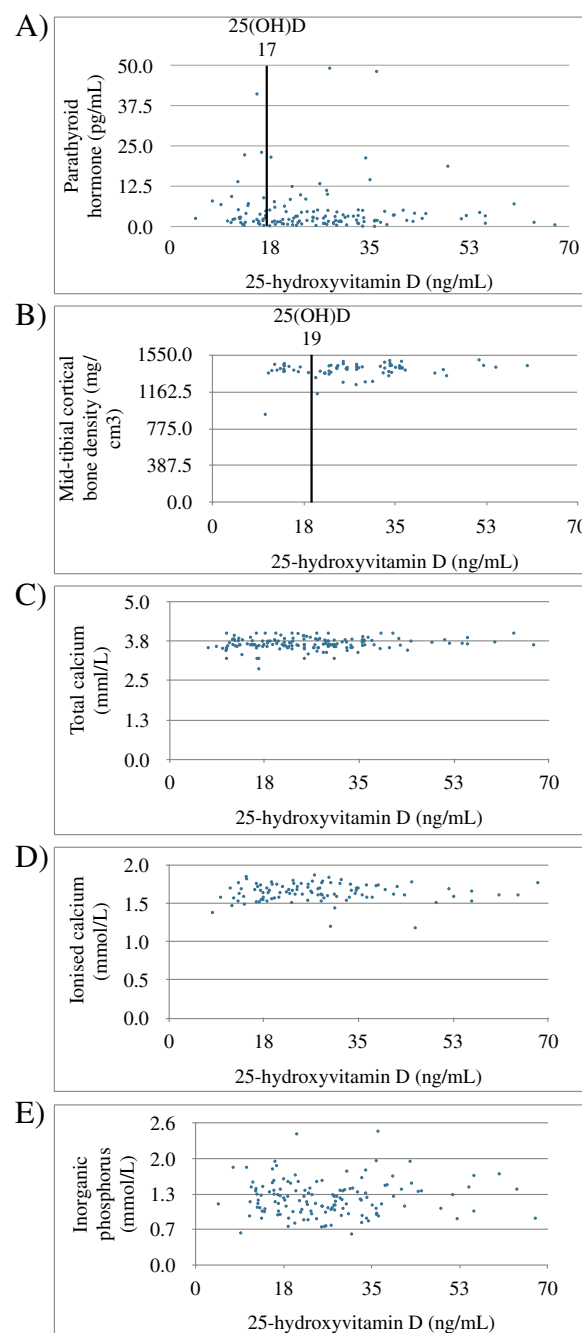 A)
25(OH)D
17
Parathyroid
hormone (pg/mL)
50.0
37.5
25.0
12.5
0.0
0 18 35 53 70
25-hydroxyvitamin D (ng/mL)
B)
25(OH)D
19
Mid-tibial cortical
bone density (mg/
cm3)
1550.0
1162.5
775.0
387.5
0.0
0 18 35 53 70
25-hydroxyvitamin D (ng/mL)
C)
Total calcium
(mml/L)
5.0
3.8
2.5
1.3
0.0
0 18 35 53 70
25-hydroxyvitamin D (ng/mL)
D)
Ionised calcium
(mmol/L)
2.0
1.5
1.0
0.5
0.0
0 18 35 53 70
25-hydroxyvitamin D (ng/mL)
E)
Inorganic
phosphorus
(mmol/L)
2.6
2.0
1.3
0.7
0.0
0 18 35 53 70
25-hydroxyvitamin D (ng/mL)